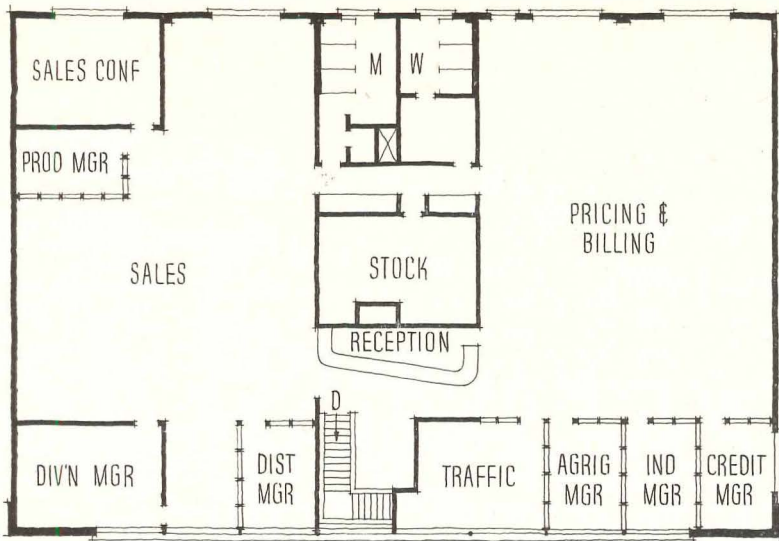 SALES CONF
M
W
PROD MGR
PRICING &
BILLING
SALES
STOCK
RECEPTION
D
DIV'N MGR
DIST
MGR
TRAFFIC
AGRIG
MGR
IND
MGR
CREDIT
MGR